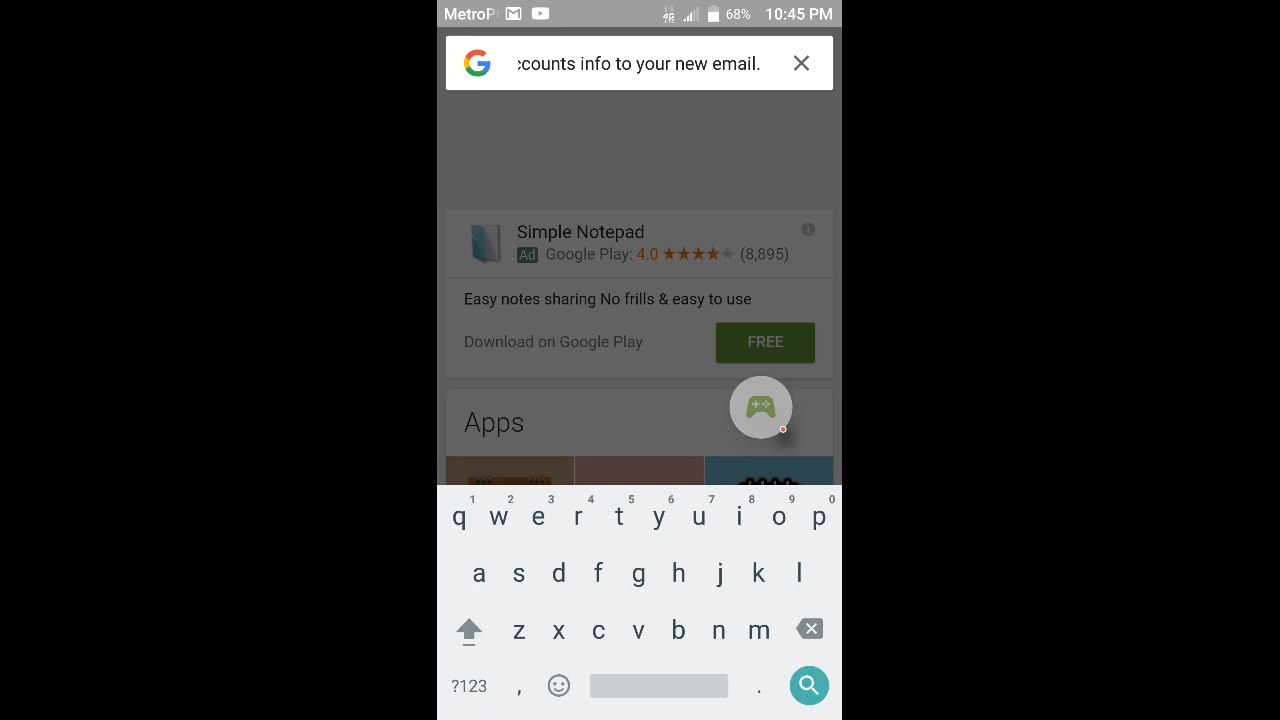 MetroP 4G LTE 68% 10:45 PM
counts info to your new email.
Simple Notepad
Ad Google Play: 4.0 (8,895)
Easy notes sharing No frills & easy to use
Download on Google Play FREE
Apps
1 2 3 4 5 6 7 8 9 0
q w e r t y u i o p
a s d f g h j k l
z x c v b n m
?123 , .